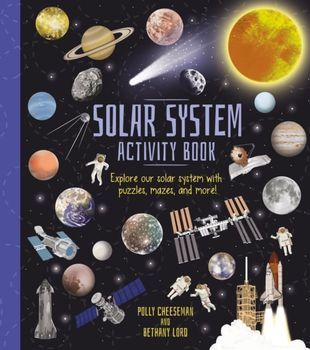 SOLAR SYSTEM
ACTIVITY BOOK
Explore our solar system with
puzzles, mazes, and more!
POLLY CHEESEMAN
AND
BETHANY LORD